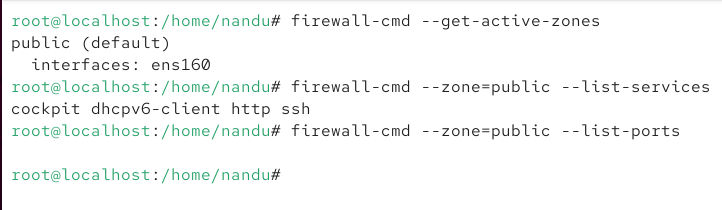 root@localhost:/home/nandu# firewall-cmd --get-active-zones
public (default)
  interfaces: ens160
root@localhost:/home/nandu# firewall-cmd --zone=public --list-services
cockpit dhcpv6-client http ssh
root@localhost:/home/nandu# firewall-cmd --zone=public --list-ports

root@localhost:/home/nandu#